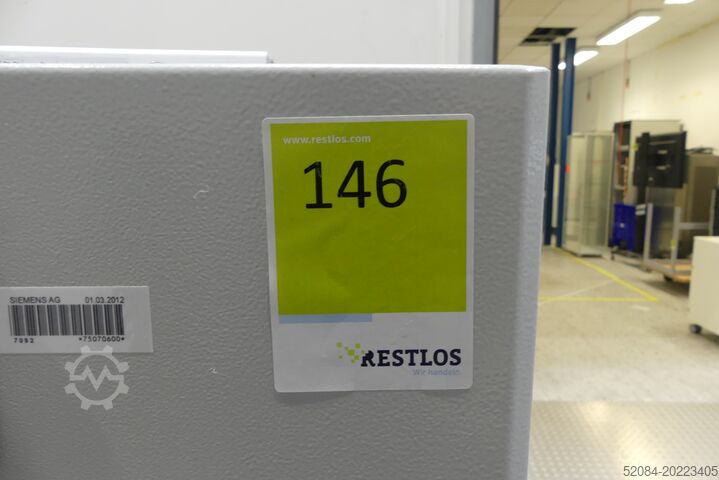 www.restlos.com
146
SIEMENS AG 01.03.2012
7092 *75070600*
RESTLOS
Wir handeln.
52084-20223405